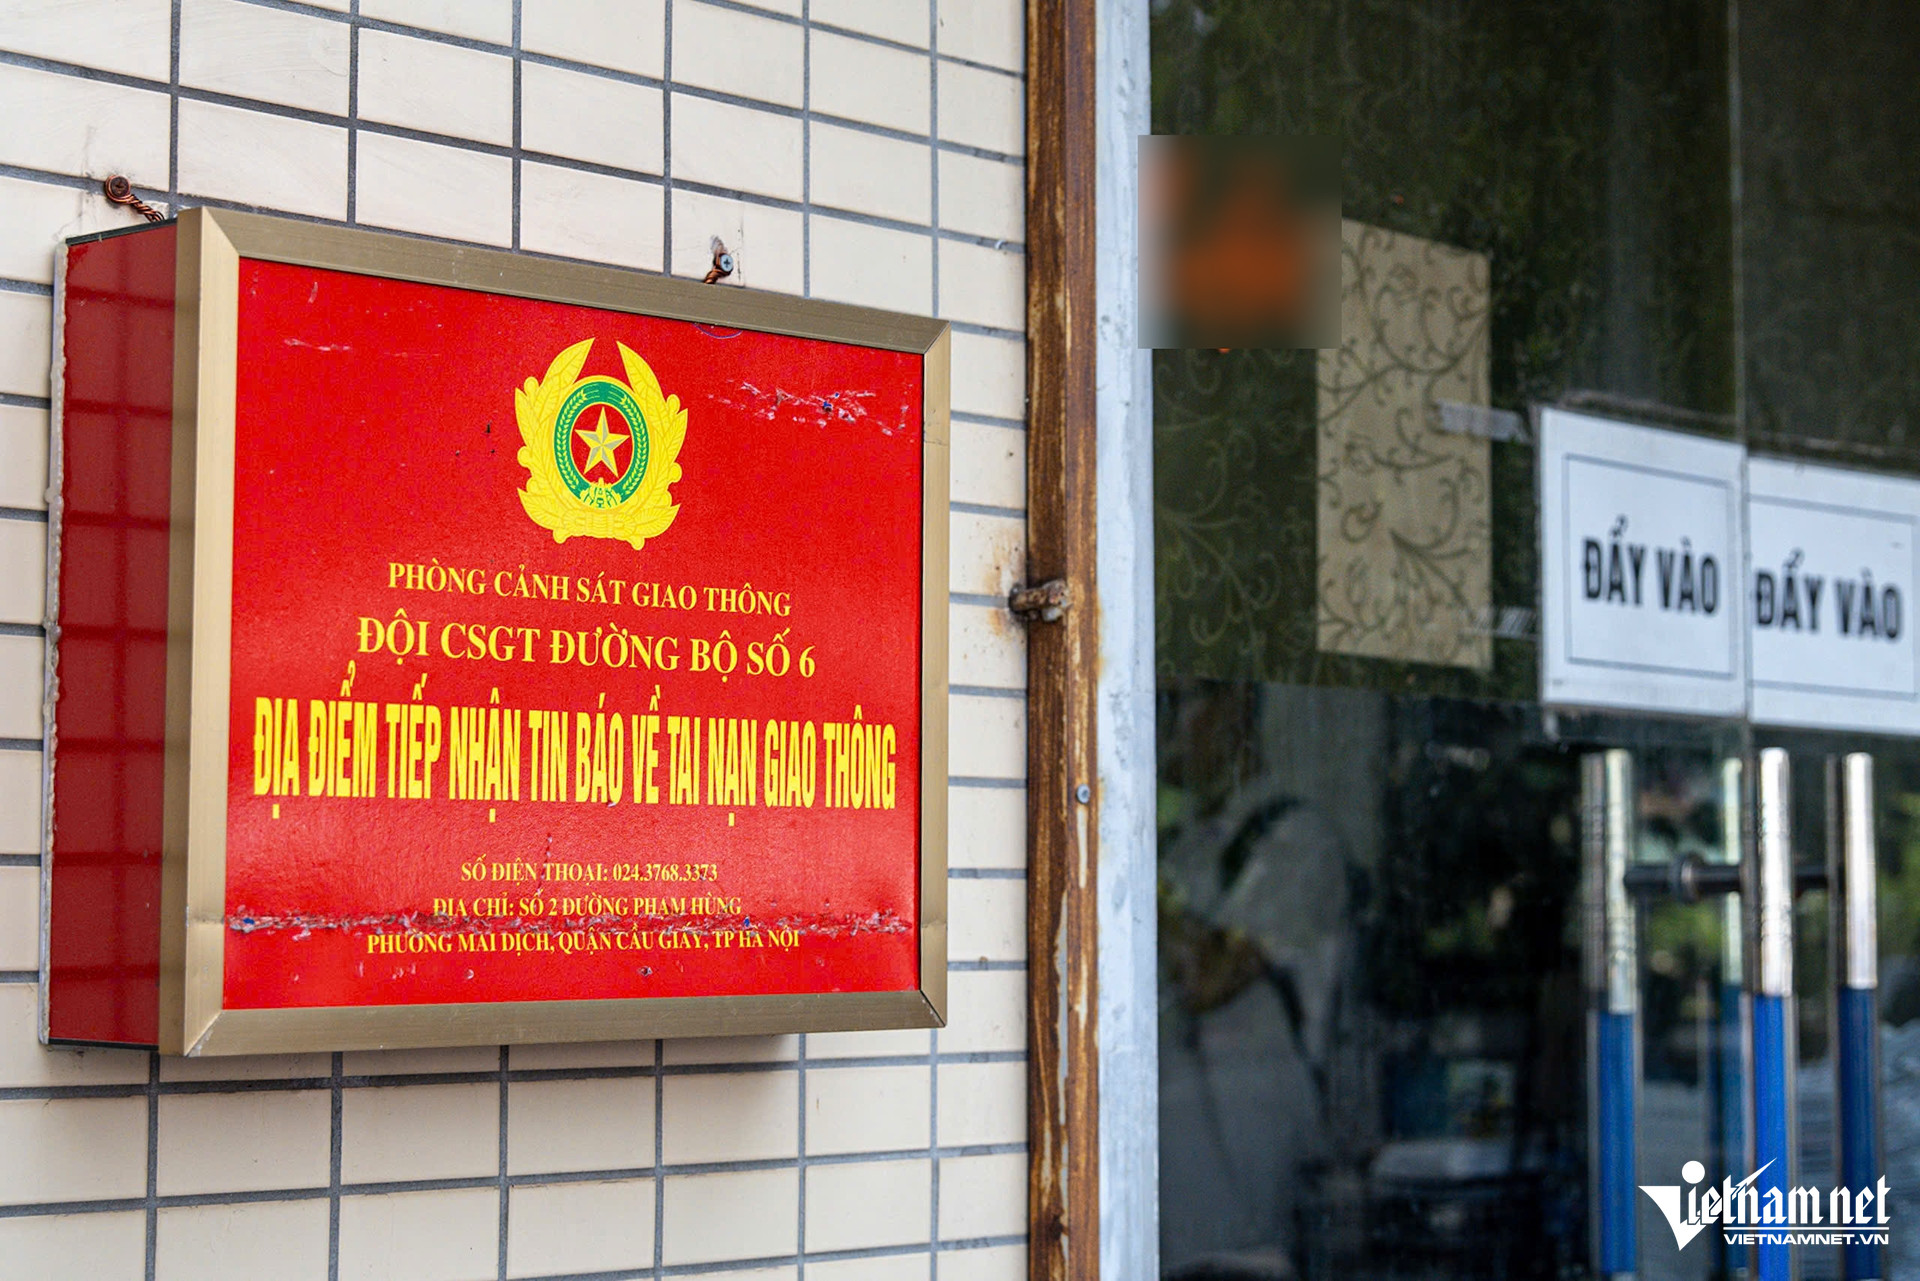 PHÒNG CẢNH SÁT GIAO THÔNG
ĐỘI CSGT ĐƯỜNG BỘ SỐ 6
ĐỊA ĐIỂM TIẾP NHẬN TIN BÁO VỀ TAI NẠN GIAO THÔNG
SỐ ĐIỆN THOẠI: 024.3768.3373
ĐỊA CHỈ: SỐ 2 ĐƯỜNG PHẠM HÙNG
PHƯỜNG MAI DỊCH, QUẬN CẦU GIẤY, TP HÀ NỘI
ĐẨY VÀO
ĐẨY VÀO
Vietnamnet
VIETNAMNET.VN